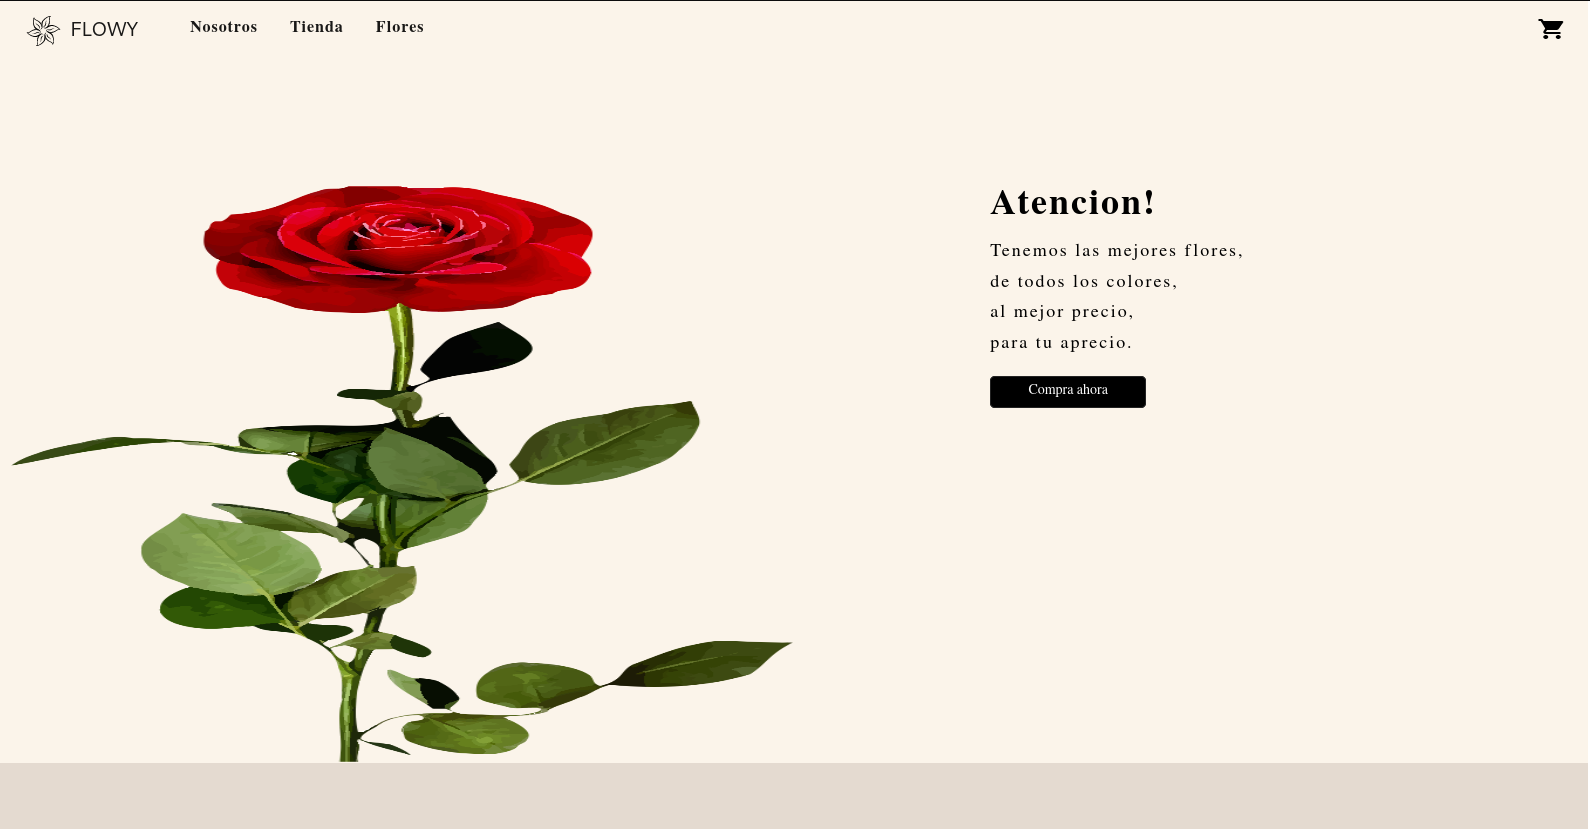 FLOWY
Nosotros
Tienda
Flores
Atencion!
Tenemos las mejores flores,
de todos los colores,
al mejor precio,
para tu aprecio.
Compra ahora